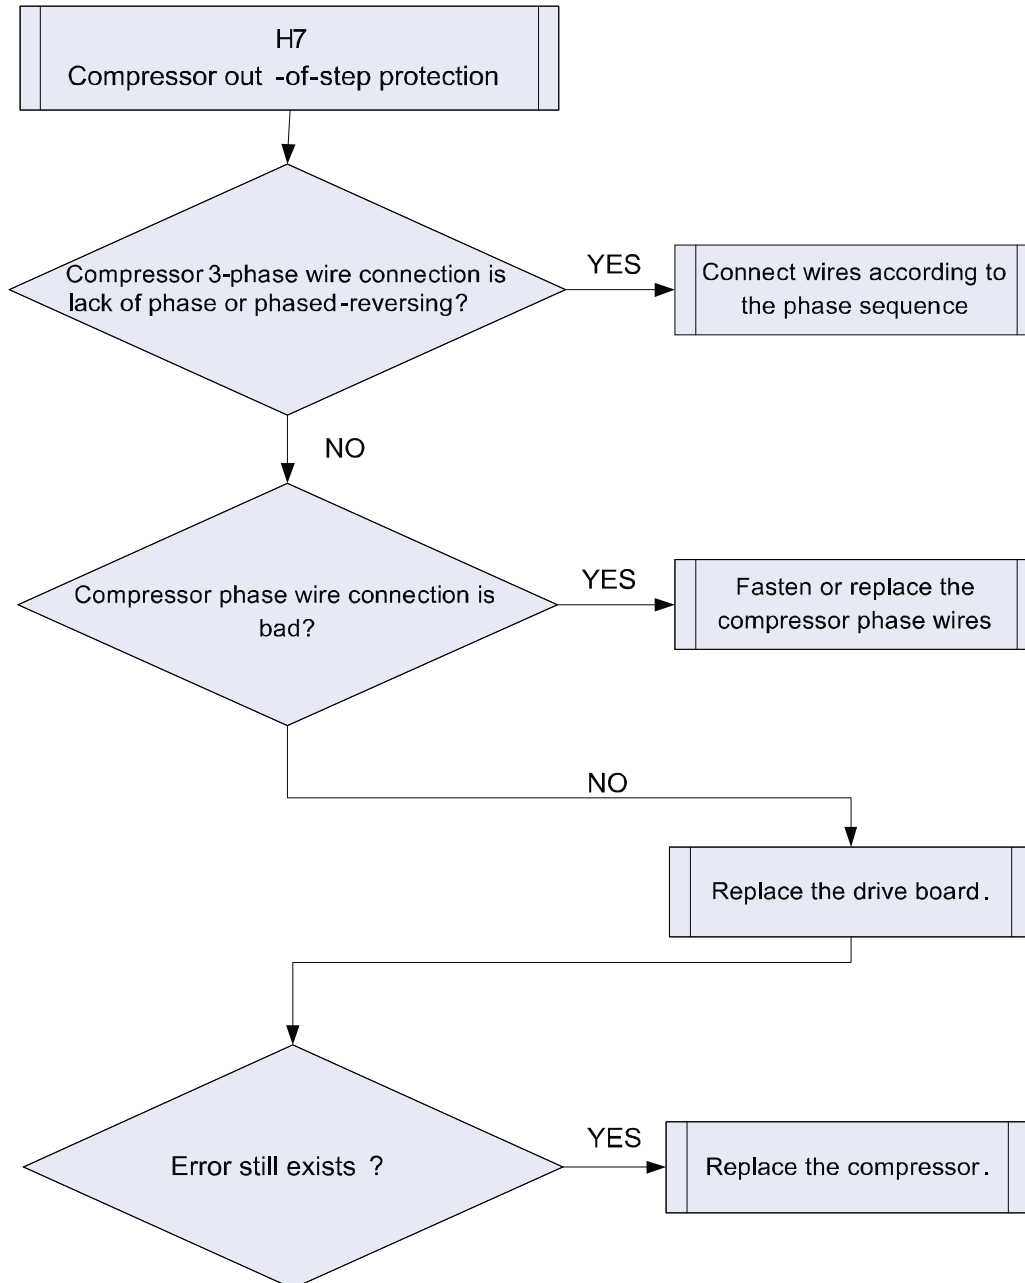 H7
Compressor out -of-step protection
Compressor 3-phase wire connection is
lack of phase or phased-reversing?
YES
Connect wires according to
the phase sequence
NO
Compressor phase wire connection is
bad?
YES
Fasten or replace the
compressor phase wires
NO
Replace the drive board.
Error still exists ?
YES
Replace the compressor.